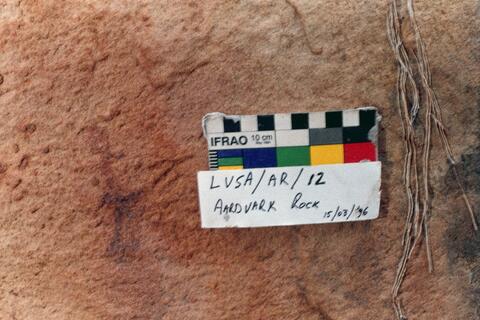 IFRAO 10 cm
LVSA/AR/12
AARDVARK ROCK
15/03/'96